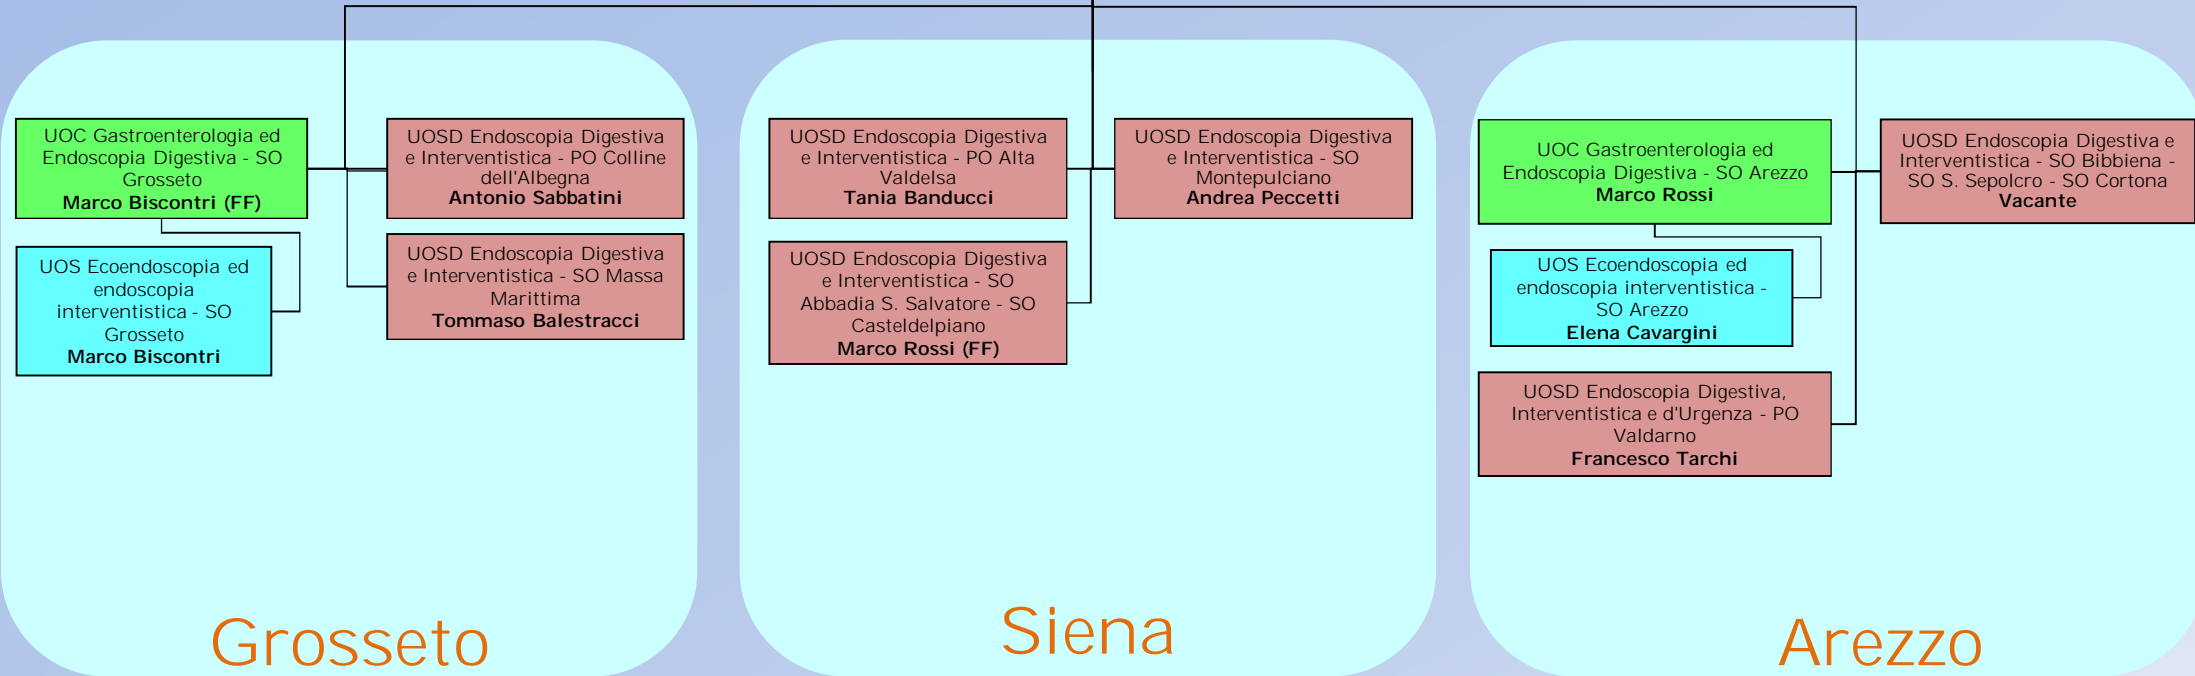 UOC Gastroenterologia ed
Endoscopia Digestiva - SO
Grosseto
Marco Biscontri (FF)
UOSD Endoscopia Digestiva
e Interventistica - PO Colline
dell'Albegna
Antonio Sabbatini
UOS Ecoendoscopia ed
endoscopia
interventistica - SO
Grosseto
Marco Biscontri
UOSD Endoscopia Digestiva
e Interventistica - SO Massa
Marittima
Tommaso Balestracci
Grosseto
UOSD Endoscopia Digestiva
e Interventistica - PO Alta
Valdelsa
Tania Banducci
UOSD Endoscopia Digestiva
e Interventistica - SO
Montepulciano
Andrea Peccetti
UOSD Endoscopia Digestiva
e Interventistica - SO
Abbadia S. Salvatore - SO
Casteldelpiano
Marco Rossi (FF)
Siena
UOC Gastroenterologia ed
Endoscopia Digestiva - SO Arezzo
Marco Rossi
UOSD Endoscopia Digestiva e
Interventistica - SO Bibbiena -
SO S. Sepolcro - SO Cortona
Vacante
UOS Ecoendoscopia ed
endoscopia interventistica -
SO Arezzo
Elena Cavargini
UOSD Endoscopia Digestiva,
Interventistica e d'Urgenza - PO
Valdarno
Francesco Tarchi
Arezzo